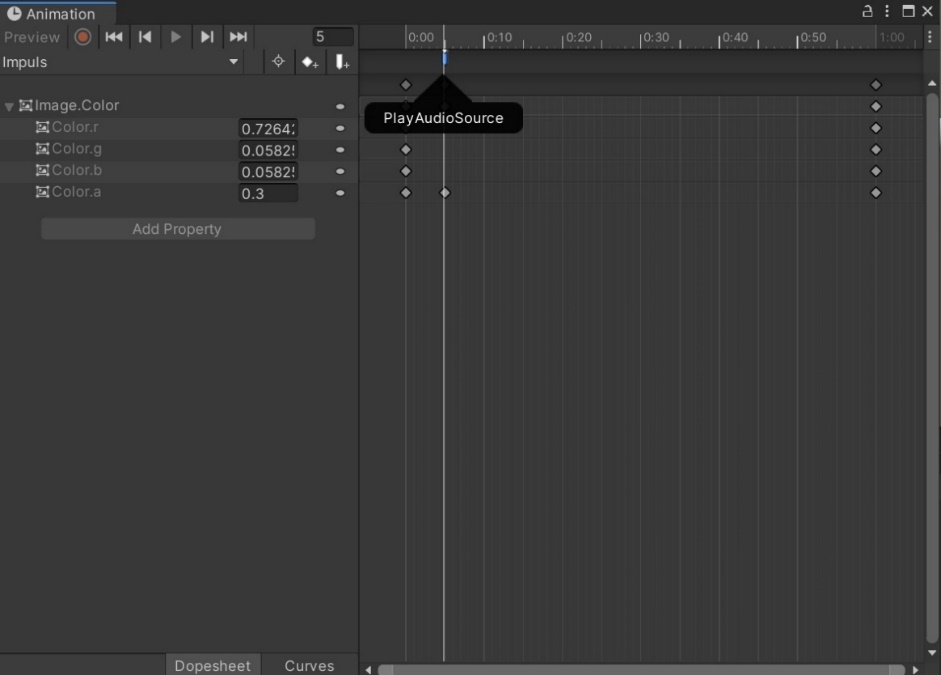 Animation
Preview 5 0:00 0:10 0:20 0:30 0:40 0:50 1:00
Impuls
Image.Color
PlayAudioSource
Color.r 0.7264
Color.g 0.0582
Color.b 0.0582
Color.a 0.3
Add Property
Dopesheet Curves